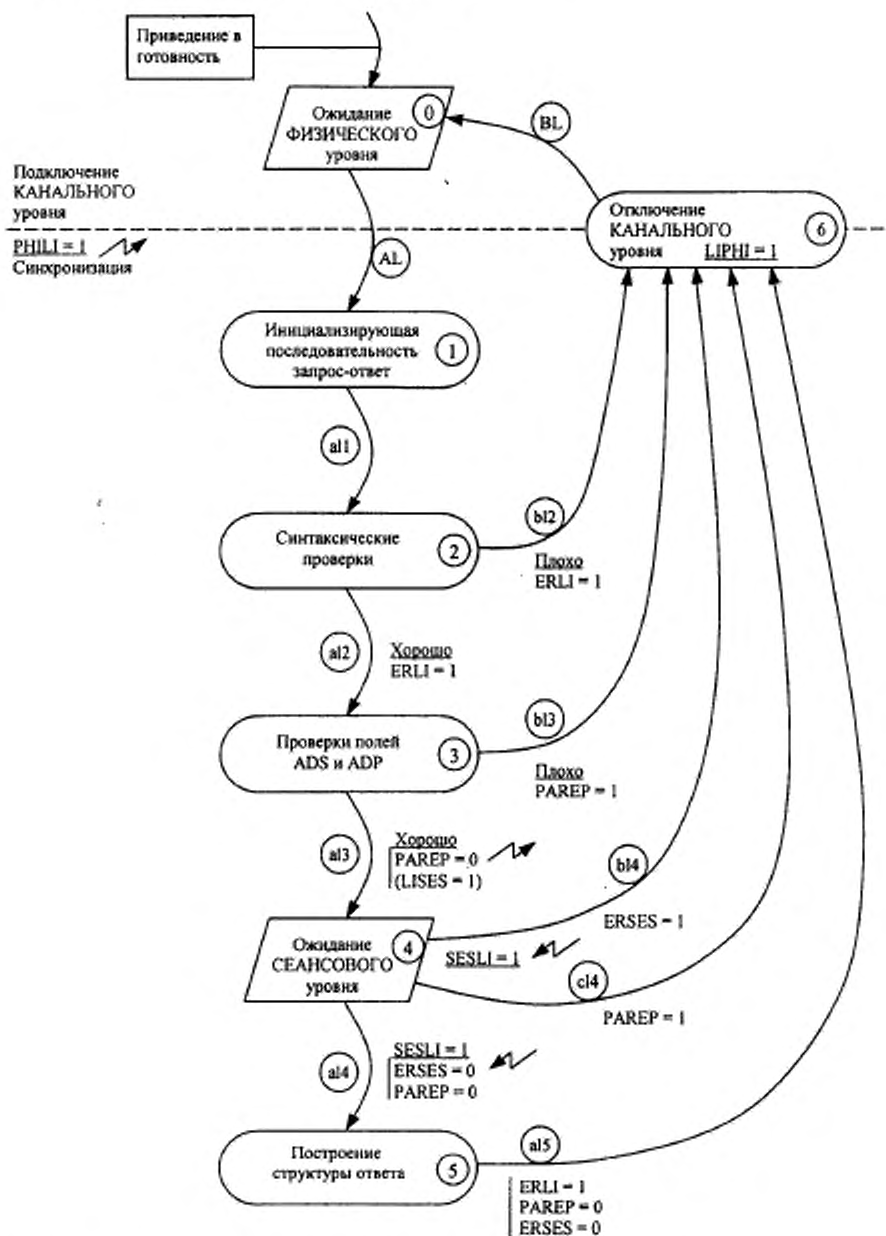 Приведение в
готовность
Ожидание
ФИЗИЧЕСКОГО
уровня
0
BL
Подключение
КАНАЛЬНОГО
уровня
Отключение
КАНАЛЬНОГО
уровня LIPHI = 1
6
PHILI = 1
Синхронизация
AL
Инициализирующая
последовательность
запрос-ответ
1
al1
Синтаксические
проверки
2
bl2
Плохо
ERLI = 1
al2
Хорошо
ERLI = 1
Проверки полей
ADS и ADP
3
bl3
Плохо
PAREP = 1
al3
Хорошо
PAREP = 0
(LISES = 1)
bl4
ERSES = 1
Ожидание
СЕАНСОВОГО
уровня
4
SESLI = 1
cl4
PAREP = 1
al4
SESLI = 1
ERSES = 0
PAREP = 0
Построение
структуры ответа
5
al5
ERLI = 1
PAREP = 0
ERSES = 0